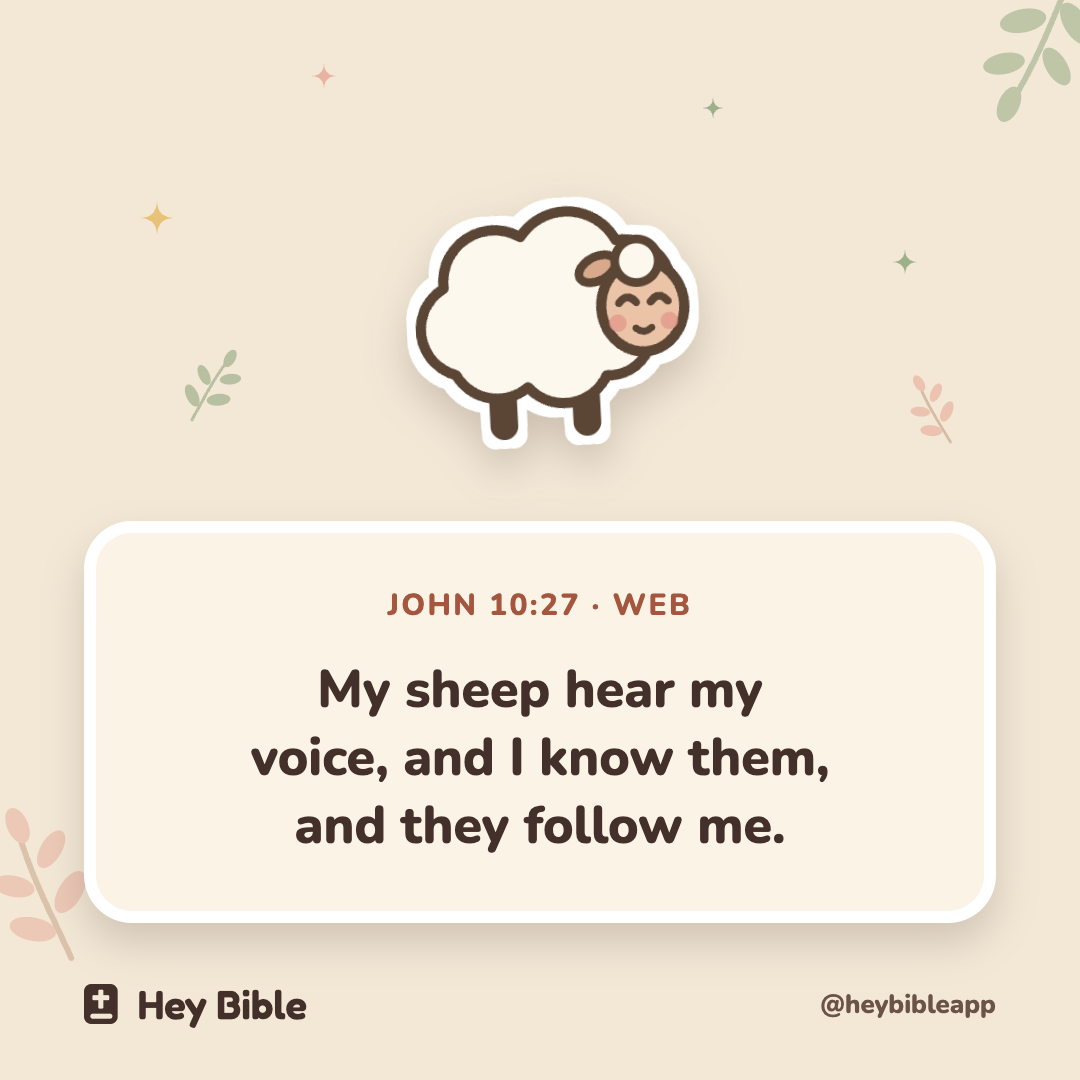 JOHN 10:27 · WEB
My sheep hear my
voice, and I know them,
and they follow me.
Hey Bible
@heybibleapp